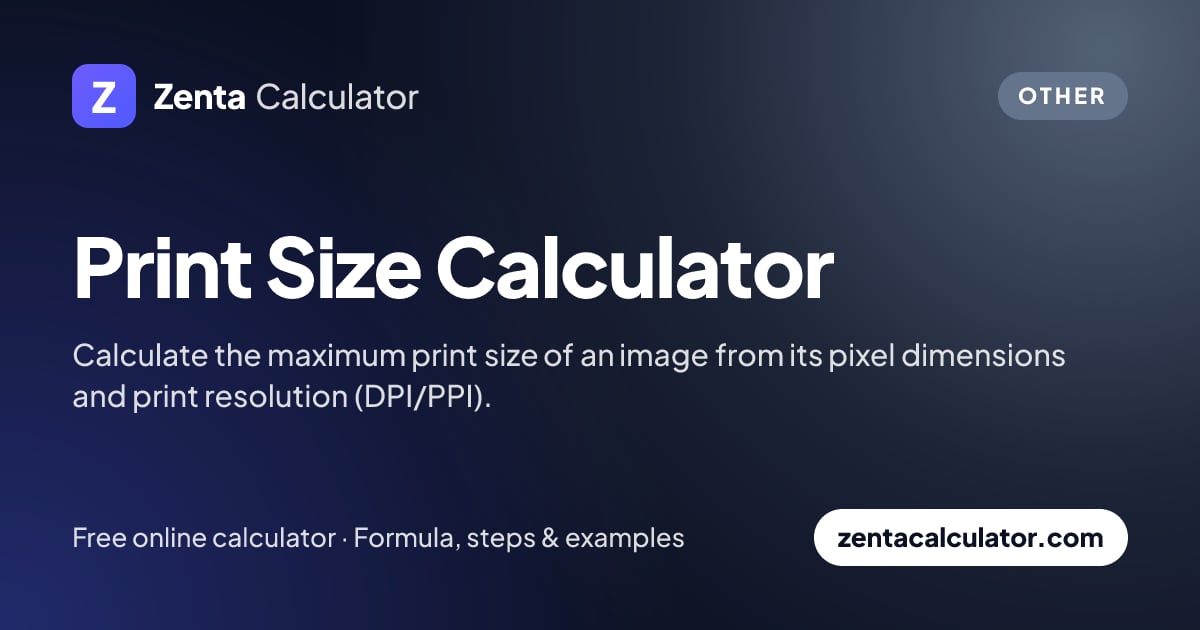 Z
Zenta Calculator
OTHER
Print Size Calculator
Calculate the maximum print size of an image from its pixel dimensions
and print resolution (DPI/PPI).
Free online calculator · Formula, steps & examples
zentacalculator.com